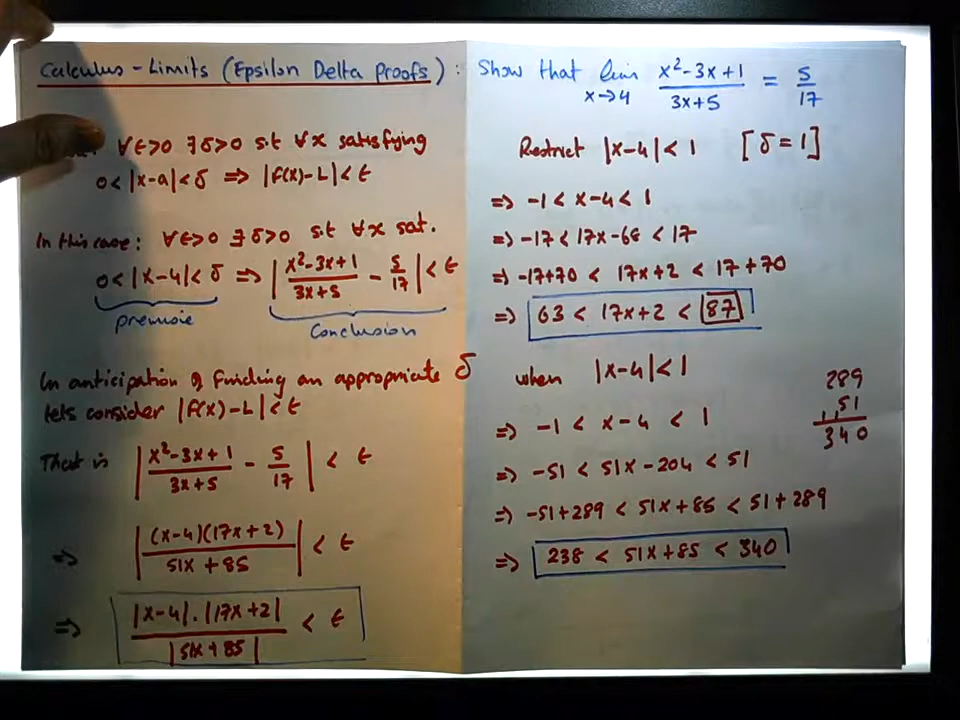 Calculus - Limits (Epsilon Delta Proofs) :
∀ϵ>0 ∃δ>0 st ∀x satisfying
0<|x-a|<δ ⇒ |f(x)-L|<ϵ
In this case: ∀ϵ>0 ∃δ>0 st ∀x sat.
0<|x-4|<δ ⇒ |(x²-3x+1)/(3x+5) - 5/17| < ϵ
premisie
Conclusion
In anticipation of finding an appropriate δ
lets consider |f(x)-L|<ϵ
That is |(x²-3x+1)/(3x+5) - 5/17| < ϵ
⇒ |(x-4)(17x+2)/(51x+85)| < ϵ
⇒ |x-4|.|17x+2| / |51x+85| < ϵ
Show that lim x→4 (x²-3x+1)/(3x+5) = 5/17
Restrict |x-4|<1 [δ=1]
⇒ -1 < x-4 < 1
⇒ -17 < 17x-68 < 17
⇒ -17+70 < 17x+2 < 17+70
⇒ 63 < 17x+2 < 87
when |x-4|<1
⇒ -1 < x-4 < 1
⇒ -51 < 51x-204 < 51
⇒ -51+289 < 51x+85 < 51+289
⇒ 238 < 51x+85 < 340
289
51
340